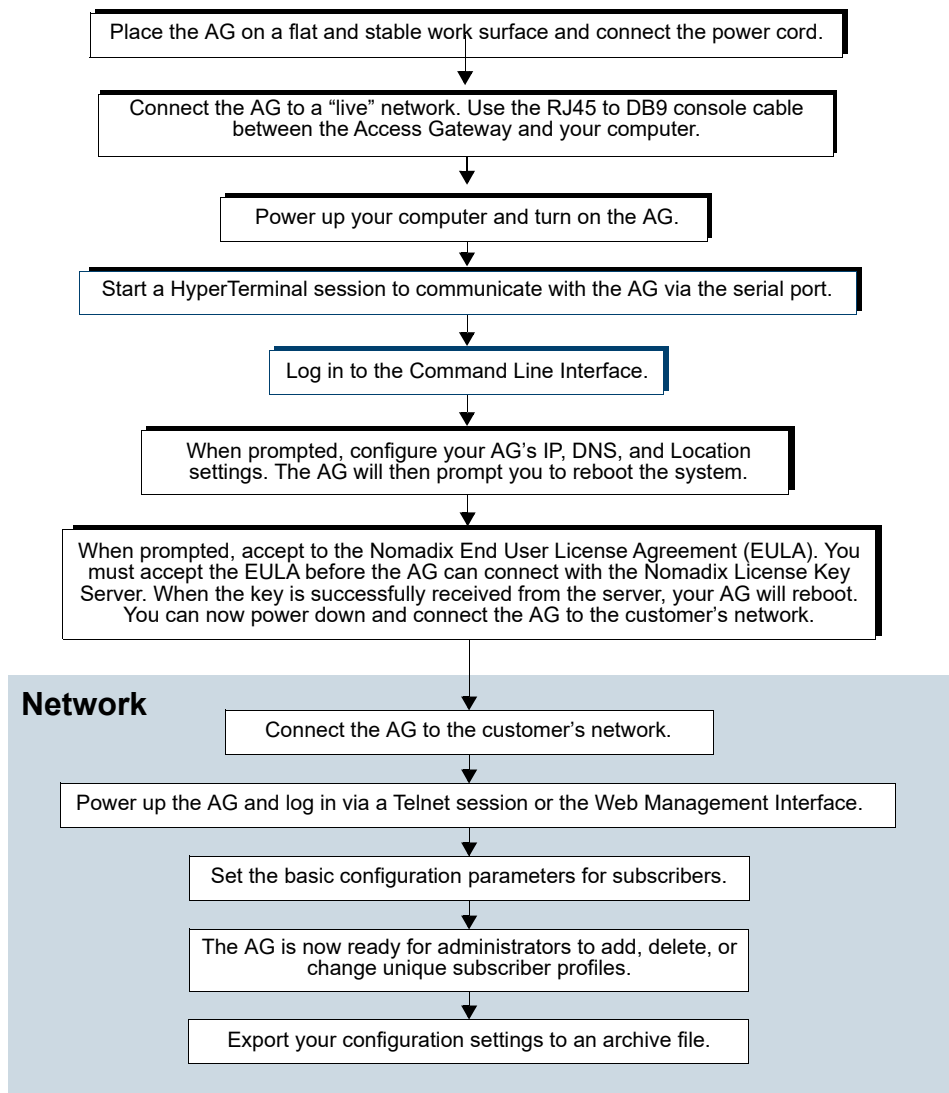 Place the AG on a flat and stable work surface and connect the power cord.
Connect the AG to a “live” network. Use the RJ45 to DB9 console cable
between the Access Gateway and your computer.
Power up your computer and turn on the AG.
Start a HyperTerminal session to communicate with the AG via the serial port.
Log in to the Command Line Interface.
When prompted, configure your AG’s IP, DNS, and Location
settings. The AG will then prompt you to reboot the system.
When prompted, accept to the Nomadix End User License Agreement (EULA). You
must accept the EULA before the AG can connect with the Nomadix License Key
Server. When the key is successfully received from the server, your AG will reboot.
You can now power down and connect the AG to the customer’s network.
Network
Connect the AG to the customer’s network.
Power up the AG and log in via a Telnet session or the Web Management Interface.
Set the basic configuration parameters for subscribers.
The AG is now ready for administrators to add, delete, or
change unique subscriber profiles.
Export your configuration settings to an archive file.